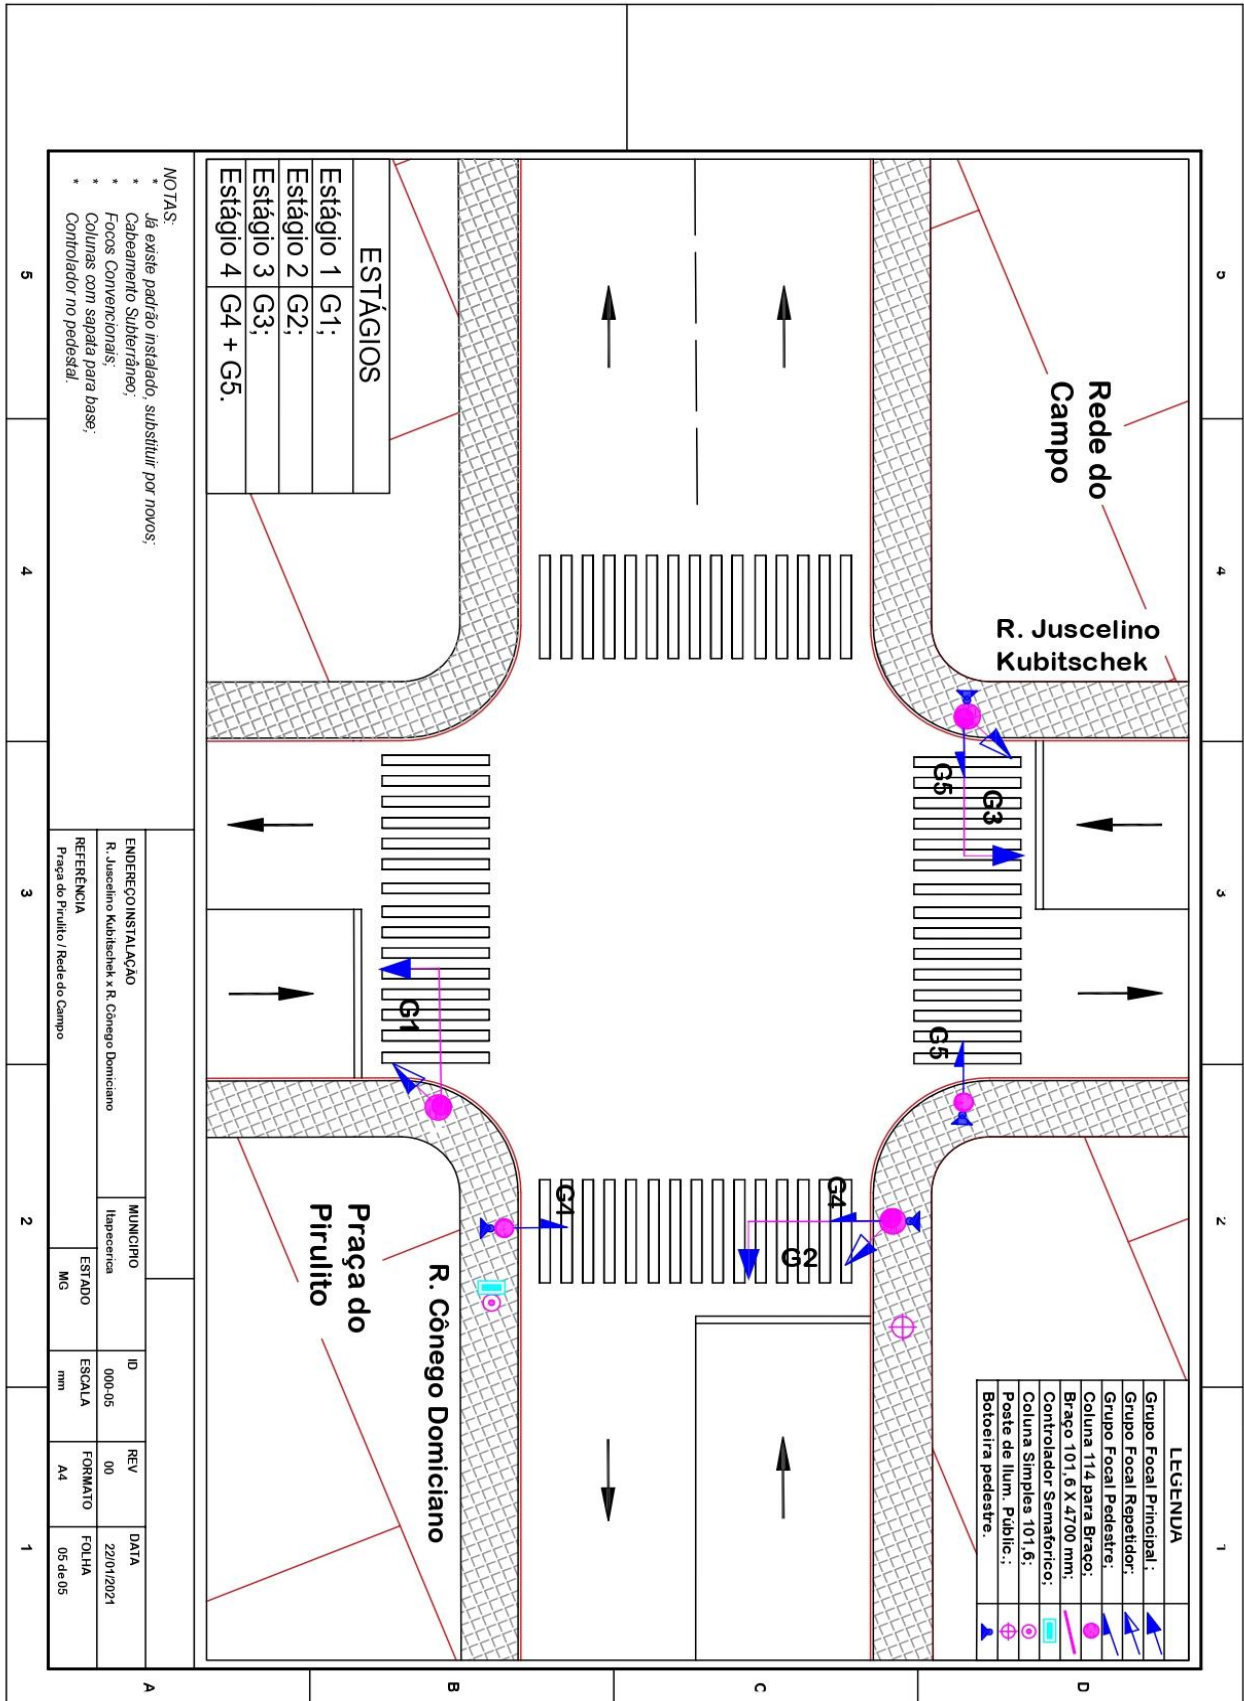 5
4
3
2
1
D
C
B
A
Rede do
Campo
R. Juscelino
Kubitschek
G5
G3
G5
G4
G2
G4
G1
Praça do
Pirulito
R. Cônego Domiciano
LEGENDA
Grupo Focal Principal;
Grupo Focal Repetidor;
Grupo Focal Pedestre;
Coluna 114 para Braço;
Braço 101,6 X 4700 mm;
Controlador Semaforico;
Coluna Simples 101,6;
Poste de Ilum. Públic.;
Botoeira pedestre.
ESTÁGIOS
Estágio 1 G1;
Estágio 2 G2;
Estágio 3 G3;
Estágio 4 G4 + G5.
NOTAS:
* Já existe padrão instalado, substituir por novos;
* Cabeamento Subterrâneo;
* Focos Convencionais;
* Colunas com sapata para base;
* Controlador no pedestal.
ENDEREÇO INSTALAÇÃO
R. Juscelino Kubitschek x R. Cônego Domiciano
MUNICIPIO
Itapecerica
ID
000-05
REV
00
DATA
22/01/2021
REFERÊNCIA
Praça do Pirulito / Rede do Campo
ESTADO
MG
ESCALA
mm
FORMATO
A4
FOLHA
05 de 05
5
4
3
2
1